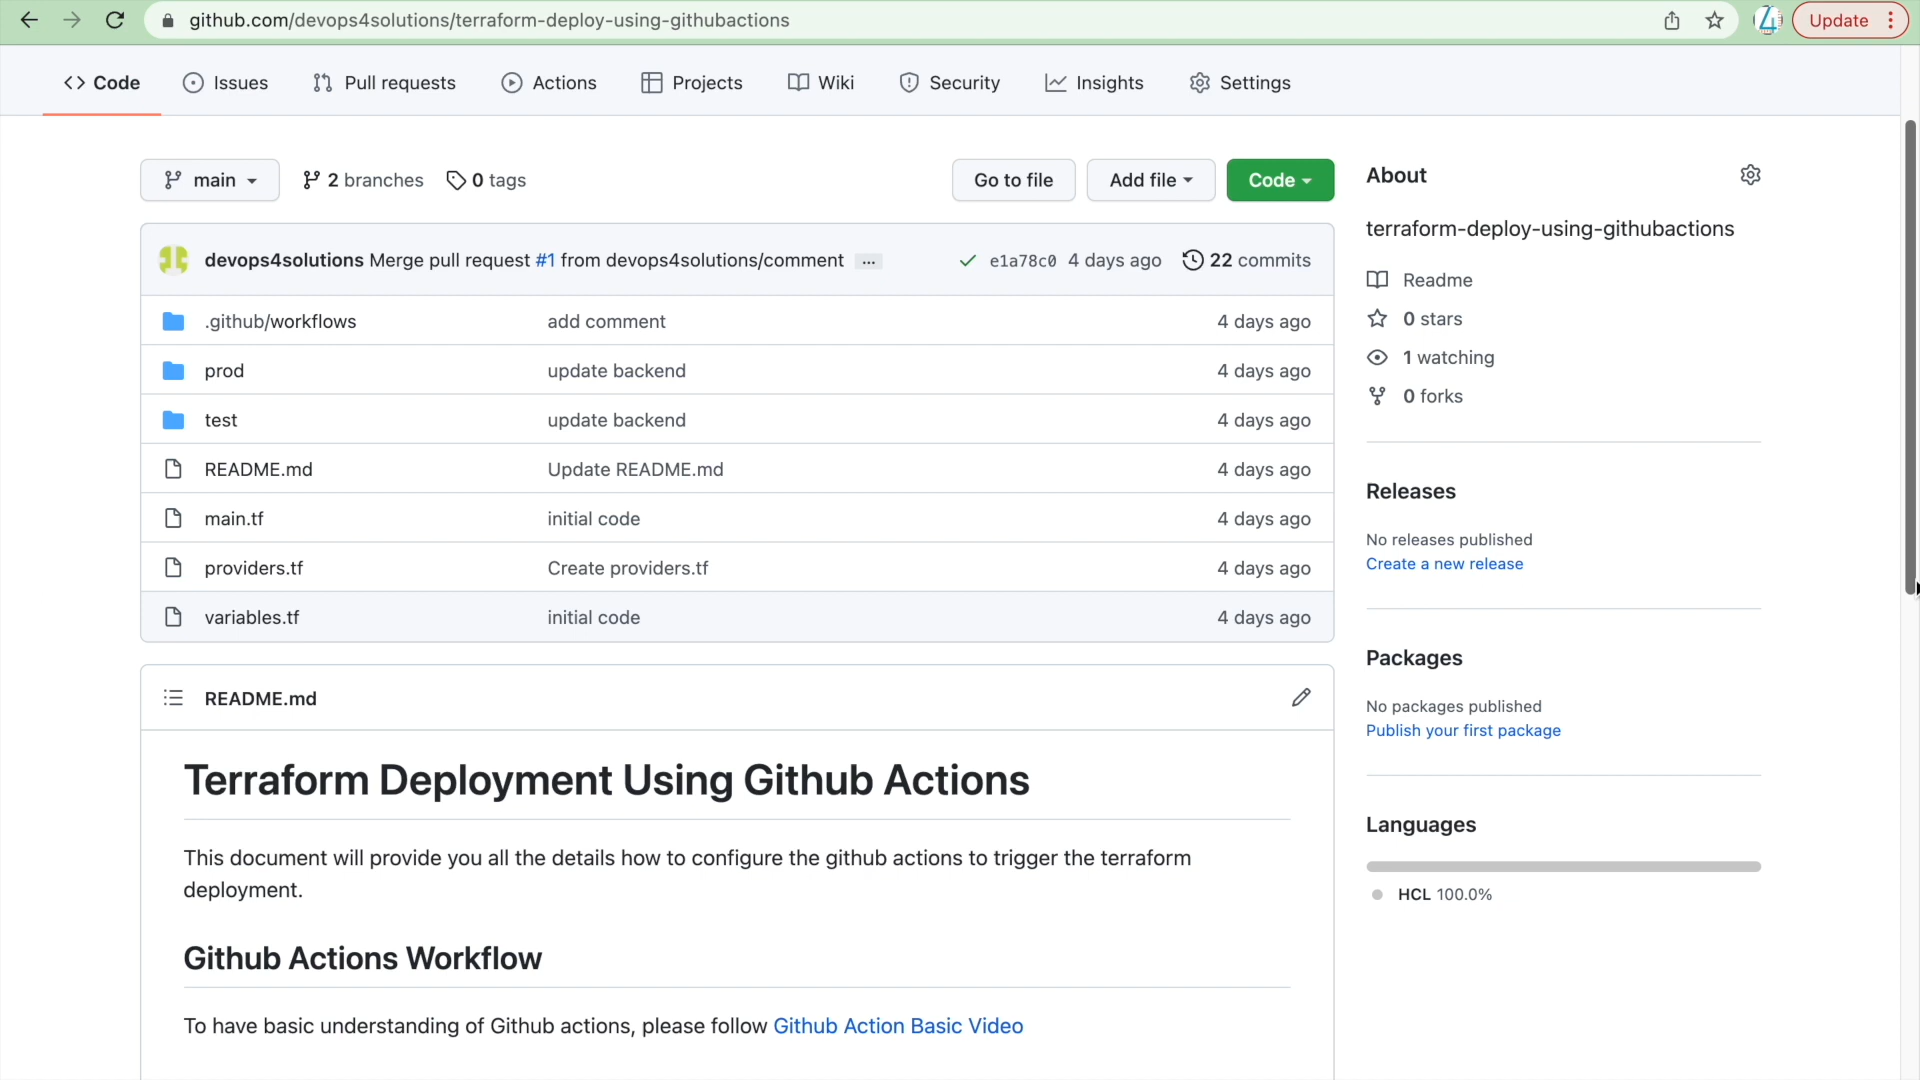 github.com/devops4solutions/terraform-deploy-using-githubactions
Update
Code Issues Pull requests Actions Projects Wiki Security Insights Settings
main 2 branches 0 tags Go to file Add file Code
devops4solutions Merge pull request #1 from devops4solutions/comment ... e1a78c0 4 days ago 22 commits
.github/workflows add comment 4 days ago
prod update backend 4 days ago
test update backend 4 days ago
README.md Update README.md 4 days ago
main.tf initial code 4 days ago
providers.tf Create providers.tf 4 days ago
variables.tf initial code 4 days ago
README.md
Terraform Deployment Using Github Actions
This document will provide you all the details how to configure the github actions to trigger the terraform
deployment.
Github Actions Workflow
To have basic understanding of Github actions, please follow Github Action Basic Video
About
terraform-deploy-using-githubactions
Readme
0 stars
1 watching
0 forks
Releases
No releases published
Create a new release
Packages
No packages published
Publish your first package
Languages
HCL 100.0%